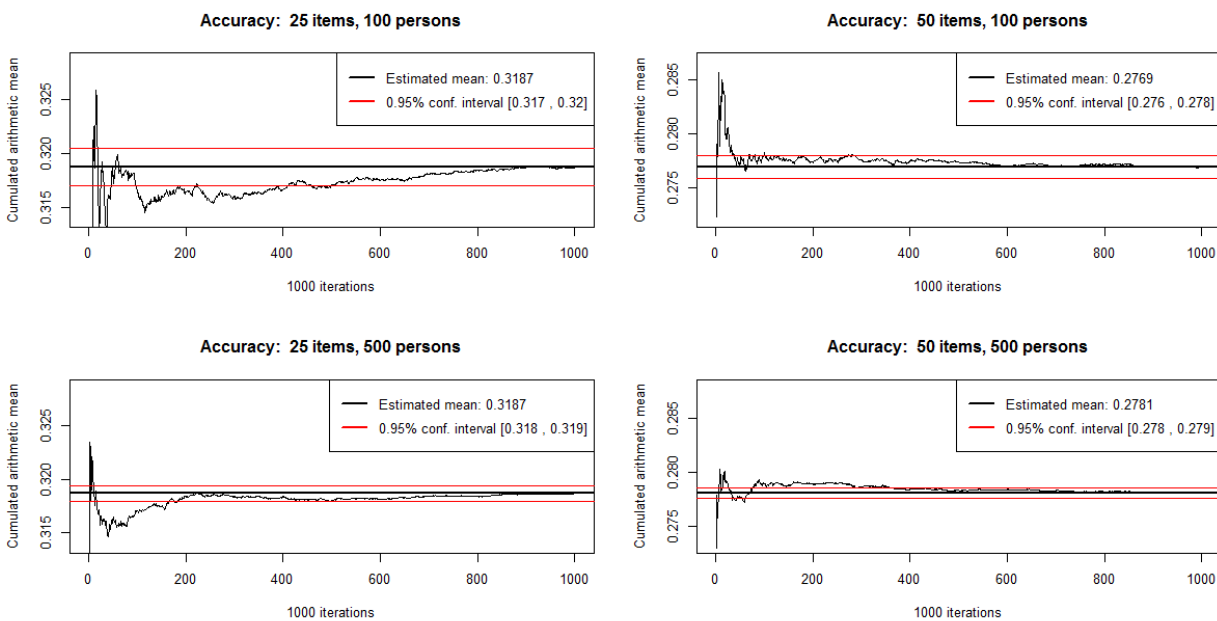 Accuracy:  25 items, 100 persons
Cumulated arithmetic mean
0.325
0.320
0.315
Estimated mean: 0.3187
0.95% conf. interval [0.317 , 0.32]
0 200 400 600 800 1000
1000 iterations
Accuracy:  50 items, 100 persons
Cumulated arithmetic mean
0.285
0.280
0.275
Estimated mean: 0.2769
0.95% conf. interval [0.276 , 0.278]
0 200 400 600 800 1000
1000 iterations
Accuracy:  25 items, 500 persons
Cumulated arithmetic mean
0.325
0.320
0.315
Estimated mean: 0.3187
0.95% conf. interval [0.318 , 0.319]
0 200 400 600 800 1000
1000 iterations
Accuracy:  50 items, 500 persons
Cumulated arithmetic mean
0.285
0.280
0.275
Estimated mean: 0.2781
0.95% conf. interval [0.278 , 0.279]
0 200 400 600 800 1000
1000 iterations